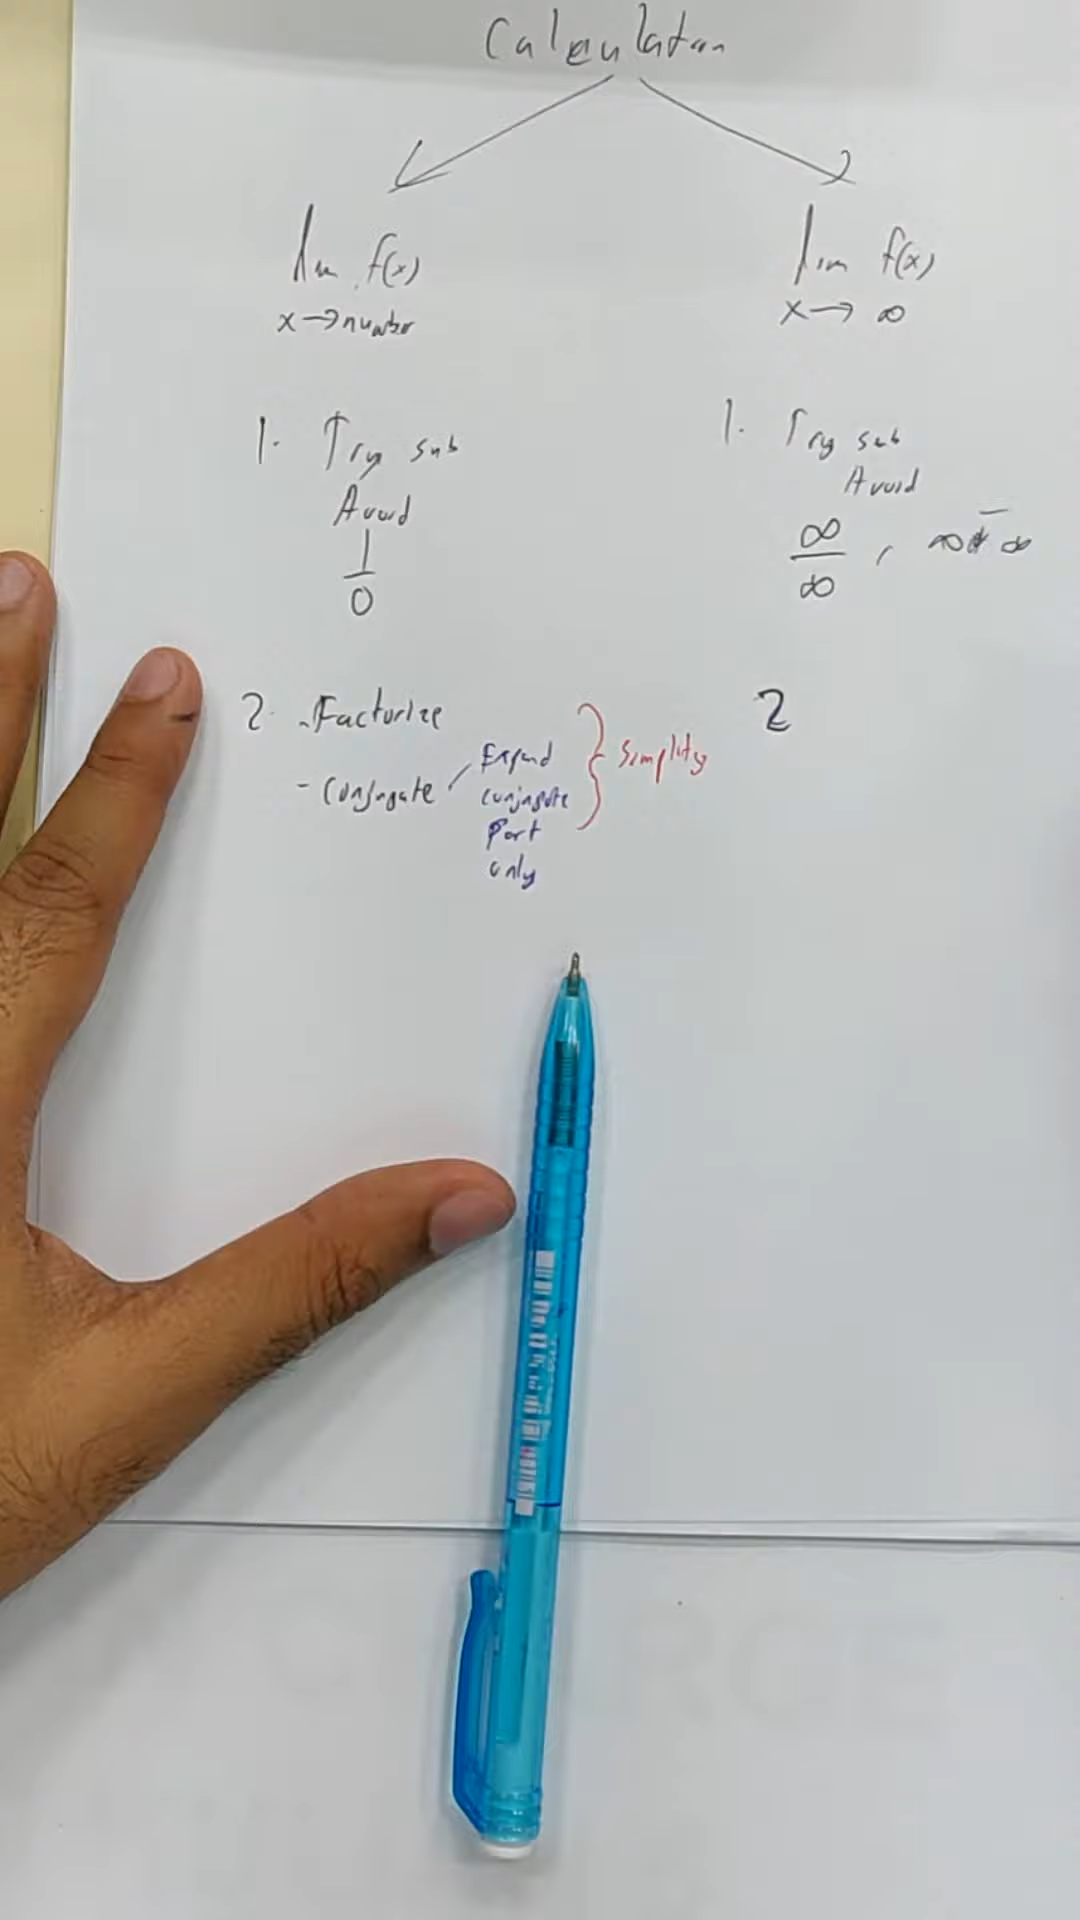 Calculation
lim f(x)
x → number
1. Try sub
Avoid
1/0
2. - Factorize
- Conjugate
Expand
conjugate
Part
only
Simplify
lim f(x)
x → ∞
1. Try sub
Avoid
∞/∞ , ∞ - ∞
2